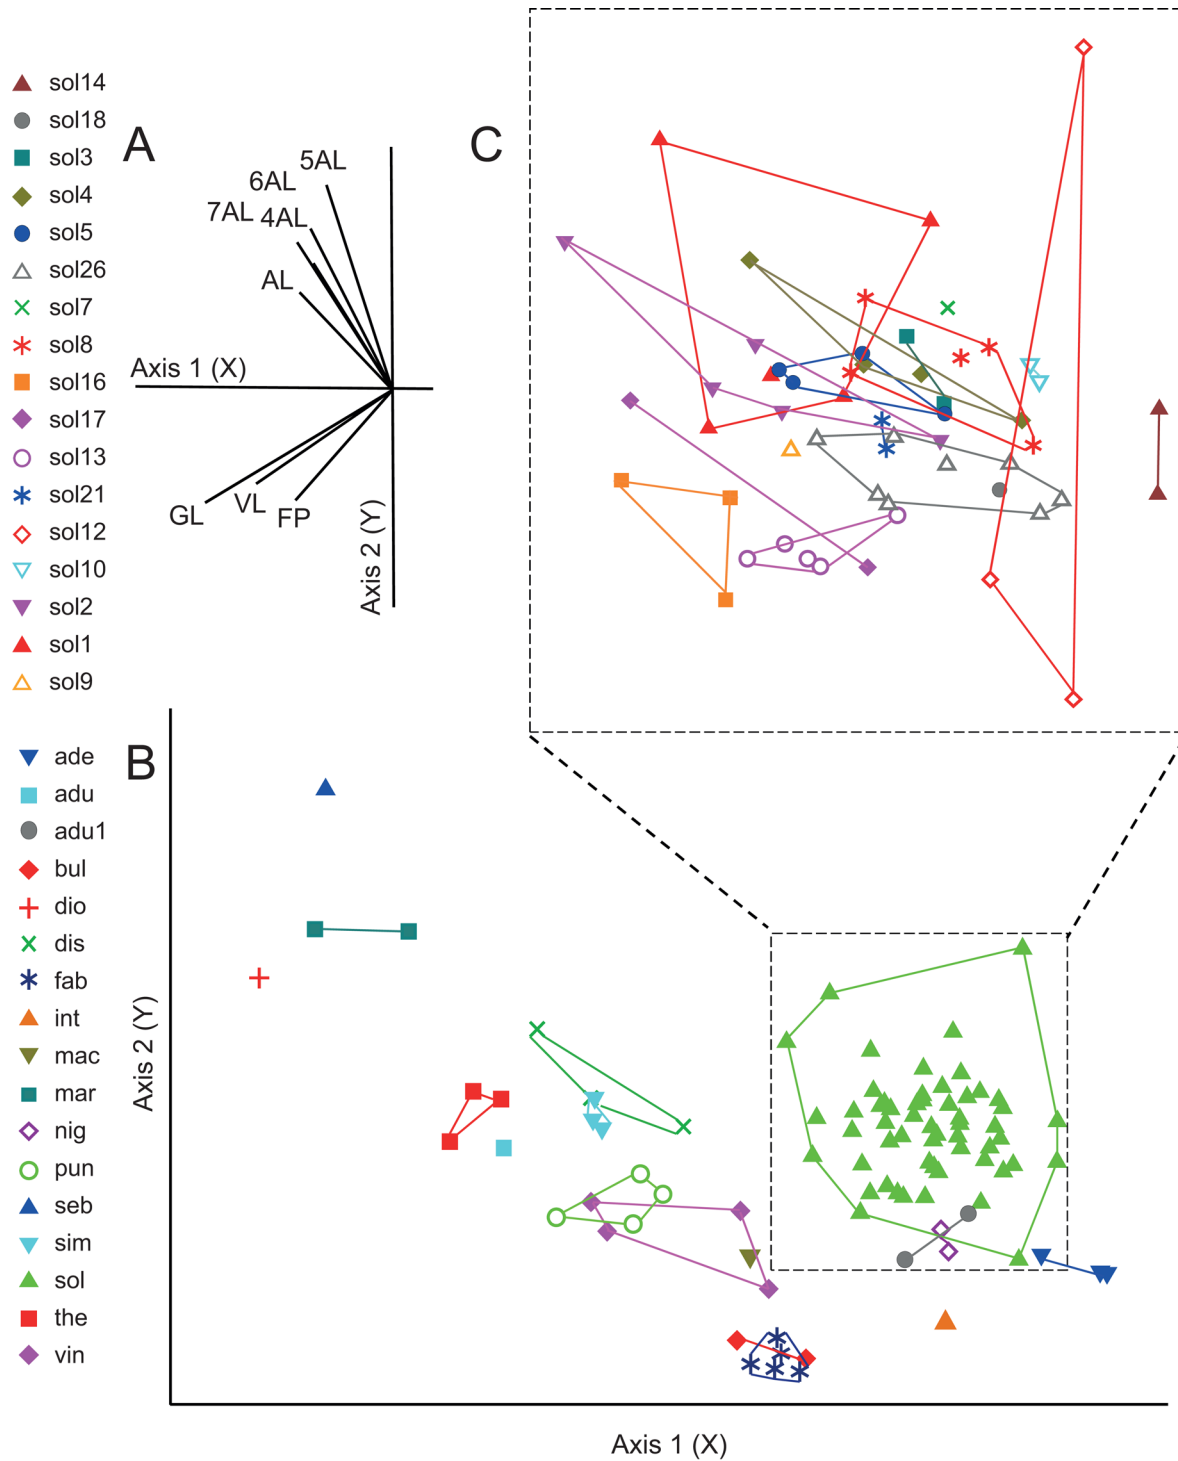 sol14
sol18
sol3
sol4
sol5
sol26
sol7
sol8
sol16
sol17
sol13
sol21
sol12
sol10
sol2
sol1
sol9
A
5AL
6AL
7AL 4AL
AL
Axis 1 (X)
GL VL FP
Axis 2 (Y)
C
ade
adu
adu1
bul
dio
dis
fab
int
mac
mar
nig
pun
seb
sim
sol
the
vin
B
Axis 2 (Y)
Axis 1 (X)